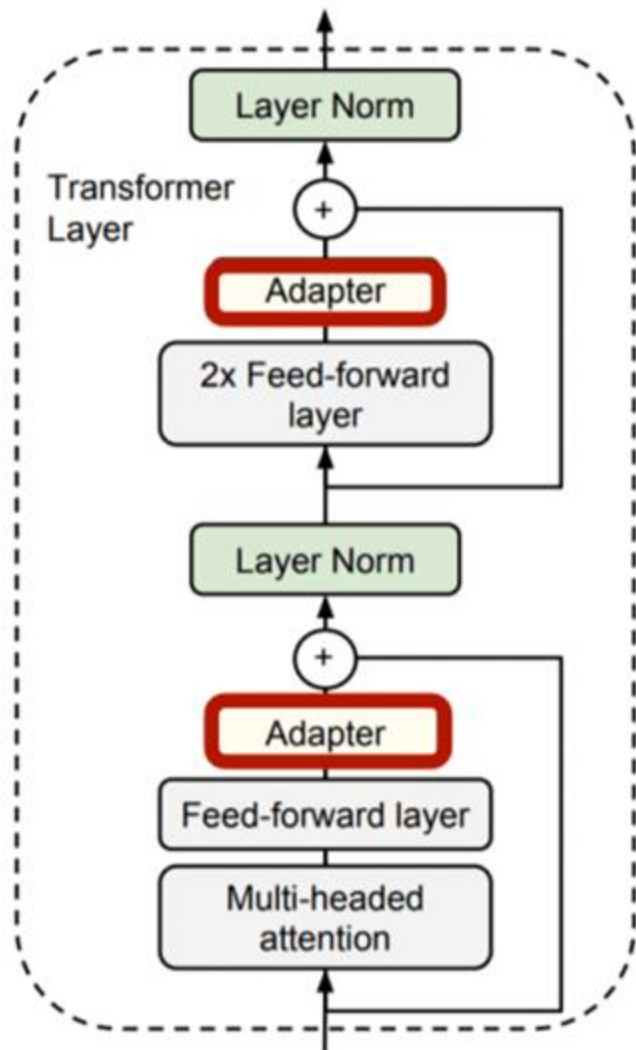 Layer Norm
Transformer
Layer
+
Adapter
2x Feed-forward
layer
Layer Norm
+
Adapter
Feed-forward layer
Multi-headed
attention